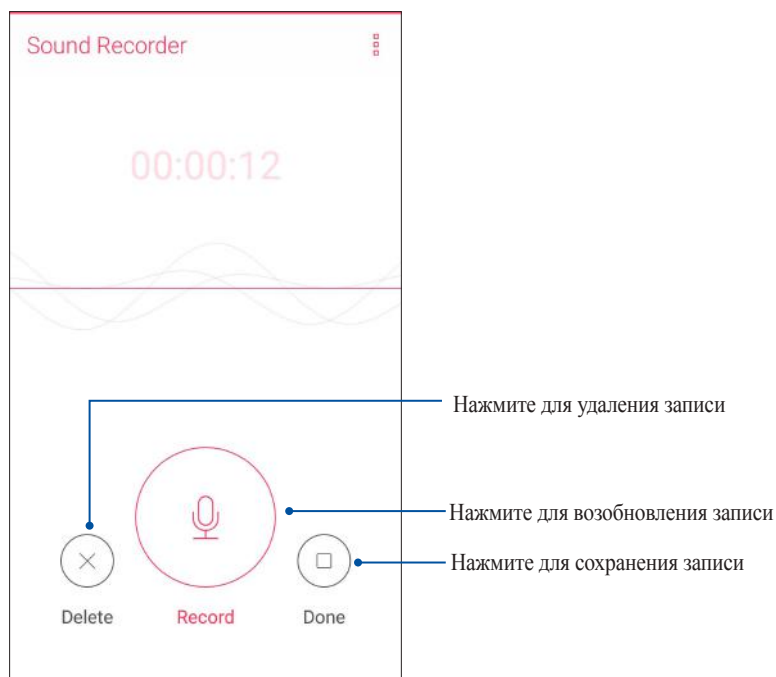 Sound Recorder
00:00:12
Нажмите для удаления записи
Нажмите для возобновления записи
Нажмите для сохранения записи
Delete
Record
Done